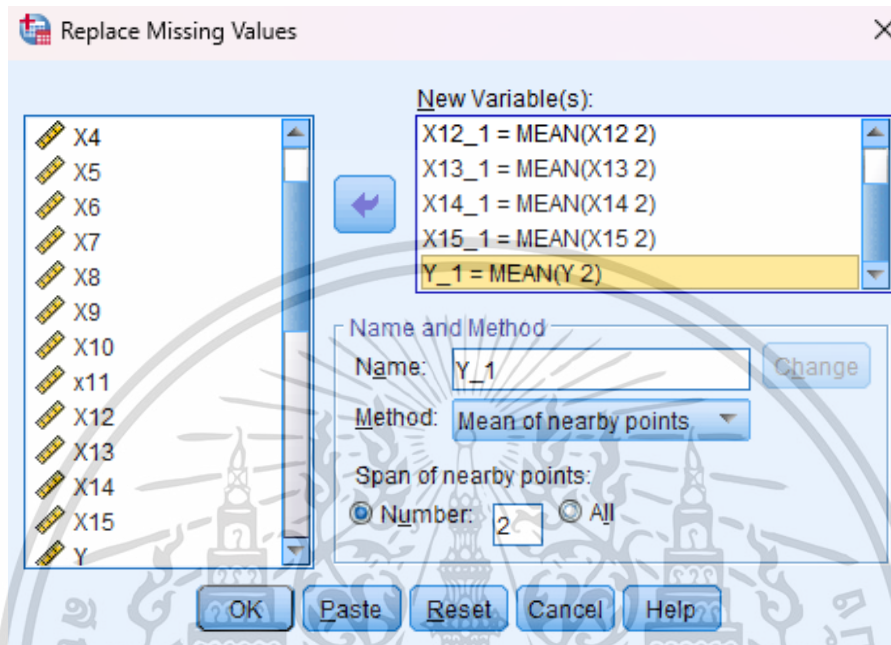 Replace Missing Values
X4
X5
X6
X7
X8
X9
X10
x11
X12
X13
X14
X15
Y
New Variable(s):
X12_1 = MEAN(X12 2)
X13_1 = MEAN(X13 2)
X14_1 = MEAN(X14 2)
X15_1 = MEAN(X15 2)
Y_1 = MEAN(Y 2)
Name and Method
Name: Y_1 Change
Method: Mean of nearby points
Span of nearby points:
Number: 2 All
OK Paste Reset Cancel Help